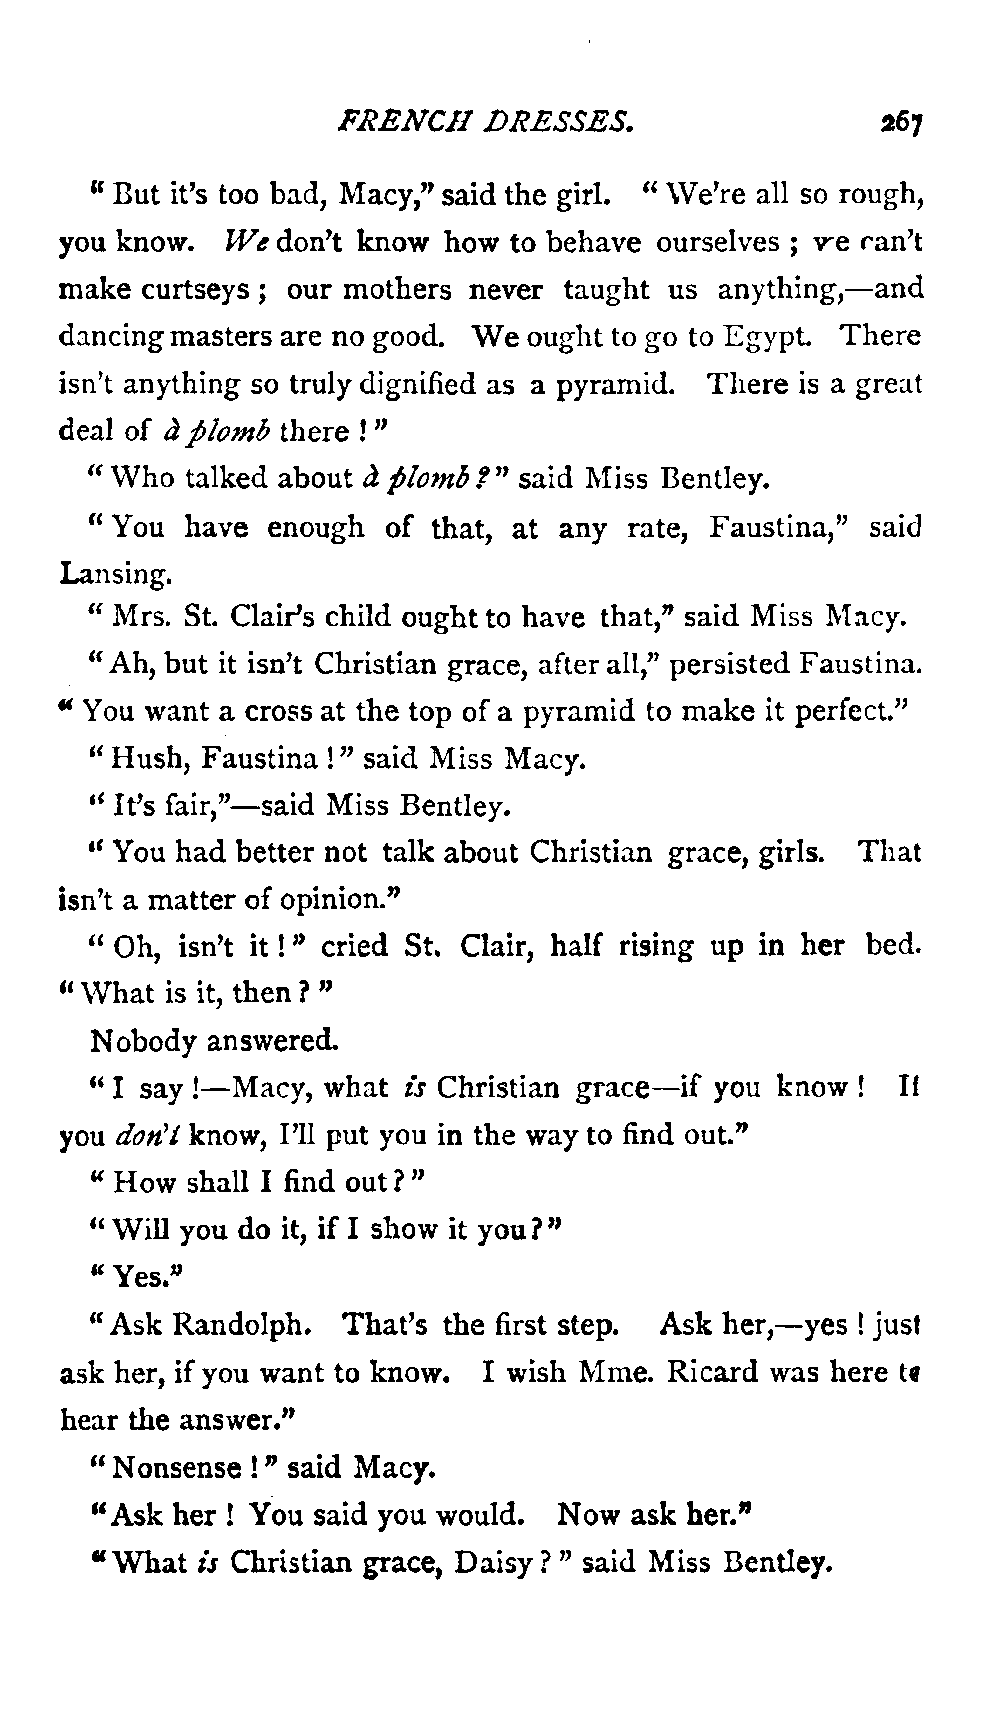 FRENCH DRESSES. 267
" But it's too bad, Macy," said the girl. " We're all so rough,
you know. We don't know how to behave ourselves ; we can't
make curtseys ; our mothers never taught us anything,—and
dancing masters are no good. We ought to go to Egypt. There
isn't anything so truly dignified as a pyramid. There is a great
deal of à plomb there ! "
" Who talked about à plomb ? " said Miss Bentley.
" You have enough of that, at any rate, Faustina," said
Lansing.
" Mrs. St. Clair's child ought to have that," said Miss Macy.
" Ah, but it isn't Christian grace, after all," persisted Faustina.
" You want a cross at the top of a pyramid to make it perfect."
" Hush, Faustina ! " said Miss Macy.
" It's fair,"—said Miss Bentley.
" You had better not talk about Christian grace, girls. That
isn't a matter of opinion."
" Oh, isn't it ! " cried St. Clair, half rising up in her bed.
" What is it, then ? "
Nobody answered.
" I say !—Macy, what is Christian grace—if you know ! If
you don't know, I'll put you in the way to find out."
" How shall I find out ? "
" Will you do it, if I show it you ? "
" Yes."
" Ask Randolph. That's the first step. Ask her,—yes ! just
ask her, if you want to know. I wish Mme. Ricard was here to
hear the answer."
" Nonsense ! " said Macy.
" Ask her ! You said you would. Now ask her."
" What is Christian grace, Daisy ? " said Miss Bentley.